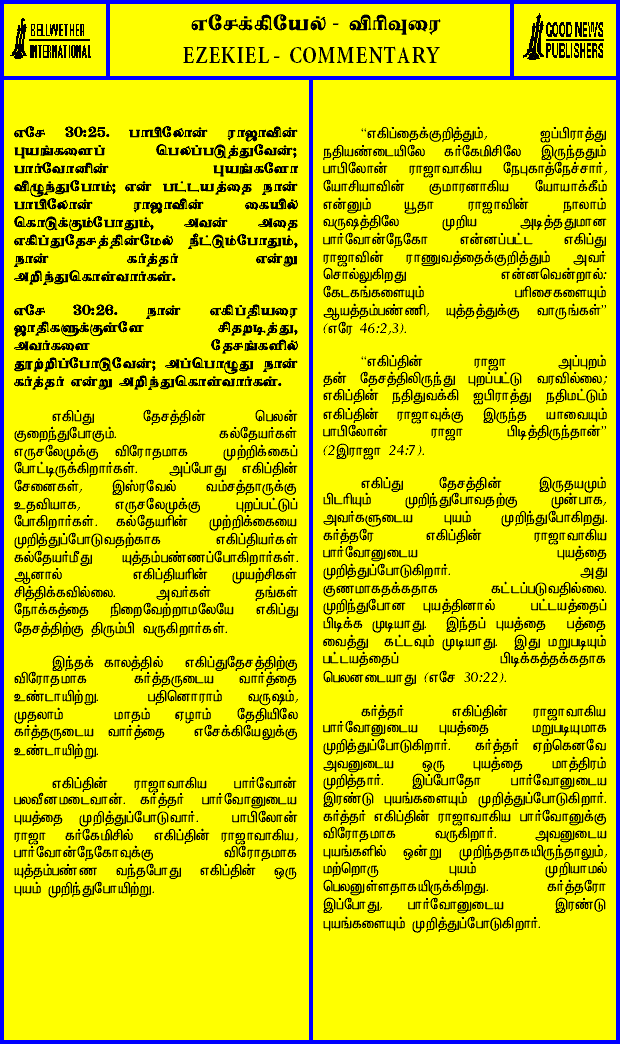 BELLWETHER
INTERNATIONAL
எசேக்கியேல் - விரிவுரை
EZEKIEL - COMMENTARY
GOOD NEWS
PUBLISHERS
எசே 30:25. பாபிலோன் ராஜாவின்
புயங்களைப் பெலப்படுத்துவேன்;
பார்வோனின் புயங்களோ
விழுந்துபோம்; என் பட்டயத்தை நான்
பாபிலோன் ராஜாவின் கையில்
கொடுக்கும்போதும், அவன் அதை
எகிப்துதேசத்தின்மேல் நீட்டும்போதும்,
நான் கர்த்தர் என்று
அறிந்துகொள்வார்கள்.
எசே 30:26. நான் எகிப்தியரை
ஜாதிகளுக்குள்ளே சிதறடித்து,
அவர்களை தேசங்களில்
தூற்றிப்போடுவேன்; அப்பொழுது நான்
கர்த்தர் என்று அறிந்துகொள்வார்கள்.
எகிப்து தேசத்தின் பெலன்
குறைந்துபோகும். கல்தேயர்கள்
எருசலேமுக்கு விரோதமாக முற்றிக்கைப்
போட்டிருக்கிறார்கள். அப்போது எகிப்தின்
சேனைகள், இஸ்ரவேல் வம்சத்தாருக்கு
உதவியாக, எருசலேமுக்கு புறப்பட்டுப்
போகிறார்கள். கல்தேயரின் முற்றிக்கையை
முறித்துப்போடுவதற்காக எகிப்தியர்கள்
கல்தேயர்மீது யுத்தம்பண்ணப்போகிறார்கள்.
ஆனால் எகிப்தியரின் முயற்சிகள்
சித்திக்கவில்லை. அவர்கள் தங்கள்
நோக்கத்தை நிறைவேற்றாமலேயே எகிப்து
தேசத்திற்கு திரும்பி வருகிறார்கள்.
இந்தக் காலத்தில் எகிப்துதேசத்திற்கு
விரோதமாக கர்த்தருடைய வார்த்தை
உண்டாயிற்று. பதினொராம் வருஷம்,
முதலாம் மாதம் ஏழாம் தேதியிலே
கர்த்தருடைய வார்த்தை எசேக்கியேலுக்கு
உண்டாயிற்று.
எகிப்தின் ராஜாவாகிய பார்வோன்
பலவீனமடைவான். கர்த்தர் பார்வோனுடைய
புயத்தை முறித்துப்போடுவார். பாபிலோன்
ராஜா கர்கேமிசில் எகிப்தின் ராஜாவாகிய,
பார்வோன்நேகோவுக்கு விரோதமாக
யுத்தம்பண்ண வந்தபோது எகிப்தின் ஒரு
புயம் முறிந்துபோயிற்று.
“எகிப்தைக்குறித்தும், ஐப்பிராத்து
நதியண்டையிலே கர்கேமிசிலே இருந்ததும்
பாபிலோன் ராஜாவாகிய நேபுகாத்நேச்சார்,
யோசியாவின் குமாரனாகிய யோயாக்கீம்
என்னும் யூதா ராஜாவின் நாலாம்
வருஷத்திலே முறிய அடித்ததுமான
பார்வோன்நேகோ என்னப்பட்ட எகிப்து
ராஜாவின் ராணுவத்தைக்குறித்தும் அவர்
சொல்லுகிறது என்னவென்றால்:
கேடகங்களையும் பரிசைகளையும்
ஆயத்தம்பண்ணி, யுத்தத்துக்கு வாருங்கள்”
(எரே 46:2,3).
“எகிப்தின் ராஜா அப்புறம்
தன் தேசத்திலிருந்து புறப்பட்டு வரவில்லை;
எகிப்தின் நதிதுவக்கி ஐபிராத்து நதிமட்டும்
எகிப்தின் ராஜாவுக்கு இருந்த யாவையும்
பாபிலோன் ராஜா பிடித்திருந்தான்”
(2இராஜா 24:7).
எகிப்து தேசத்தின் இருதயமும்
பிடரியும் முறிந்துபோவதற்கு முன்பாக,
அவர்களுடைய புயம் முறிந்துபோகிறது.
கர்த்தரே எகிப்தின் ராஜாவாகிய
பார்வோனுடைய புயத்தை
முறித்துப்போடுகிறார். அது
குணமாகதக்கதாக கட்டப்படுவதில்லை.
முறிந்துபோன புயத்தினால் பட்டயத்தைப்
பிடிக்க முடியாது. இந்தப் புயத்தை பத்தை
வைத்து கட்டவும் முடியாது. இது மறுபடியும்
பட்டயத்தைப் பிடிக்கத்தக்கதாக
பெலனடையாது (எசே 30:22).
கர்த்தர் எகிப்தின் ராஜாவாகிய
பார்வோனுடைய புயத்தை மறுபடியுமாக
முறித்துப்போடுகிறார். கர்த்தர் ஏற்கெனவே
அவனுடைய ஒரு புயத்தை மாத்திரம்
முறித்தார். இப்போதோ பார்வோனுடைய
இரண்டு புயங்களையும் முறித்துப்போடுகிறார்.
கர்த்தர் எகிப்தின் ராஜாவாகிய பார்வோனுக்கு
விரோதமாக வருகிறார். அவனுடைய
புயங்களில் ஒன்று முறிந்ததாகயிருந்தாலும்,
மற்றொரு புயம் முறியாமல்
பெலனுள்ளதாகயிருக்கிறது. கர்த்தரோ
இப்போது, பார்வோனுடைய இரண்டு
புயங்களையும் முறித்துப்போடுகிறார்.